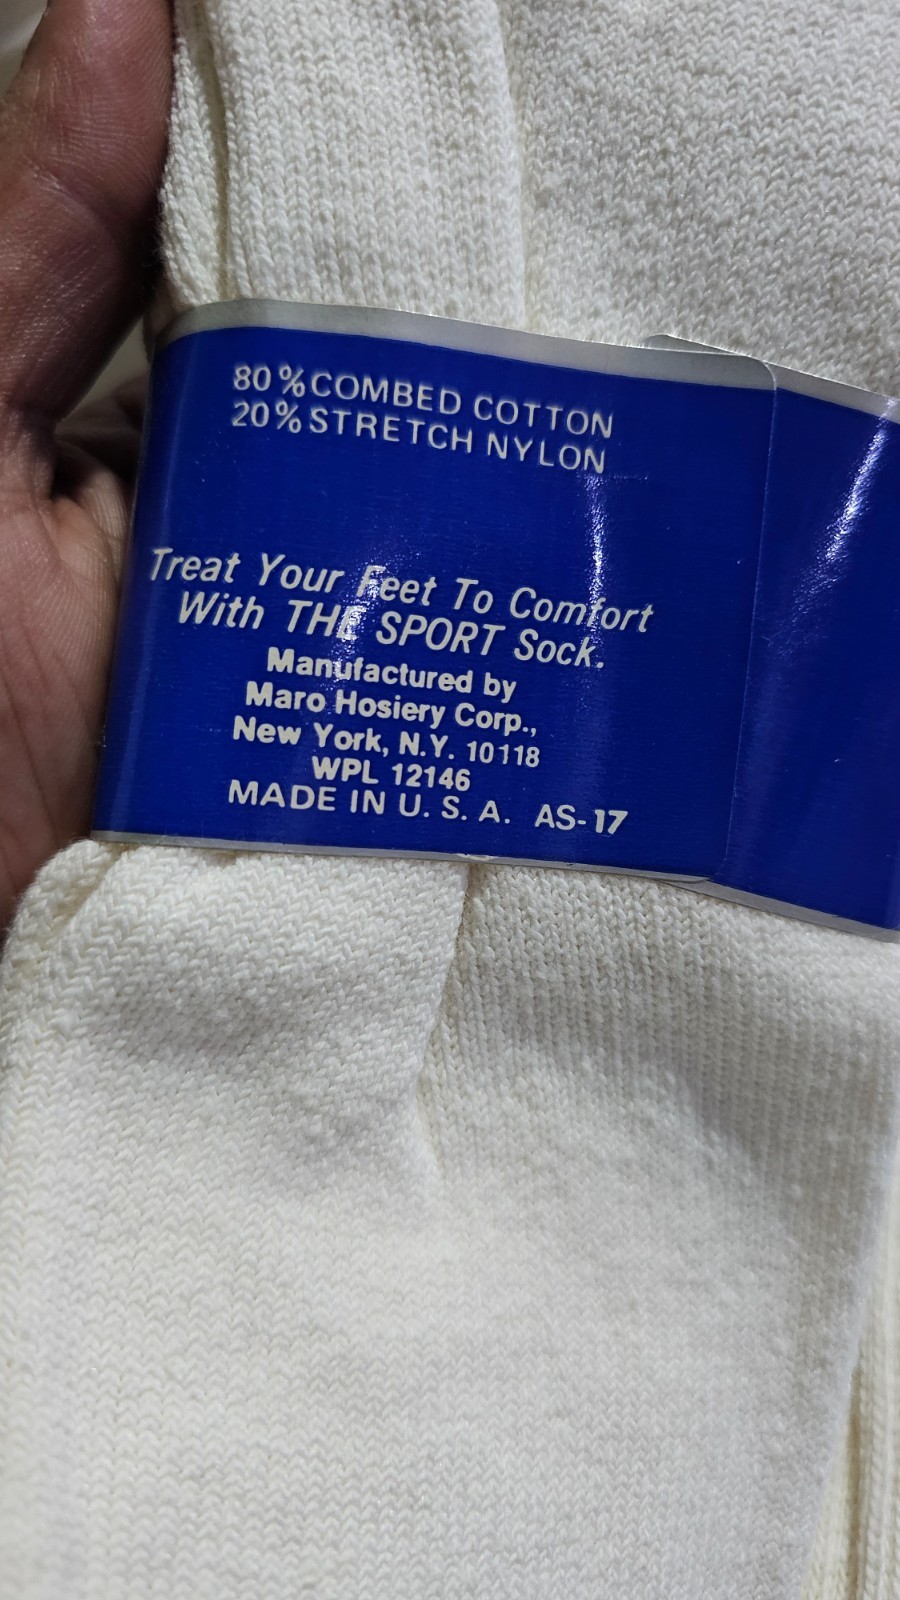 80% COMBED COTTON
20% STRETCH NYLON
Treat Your Feet To Comfort
With THE SPORT Sock.
Manufactured by
Maro Hosiery Corp.,
New York, N.Y. 10118
WPL 12146
MADE IN U.S.A. AS-17